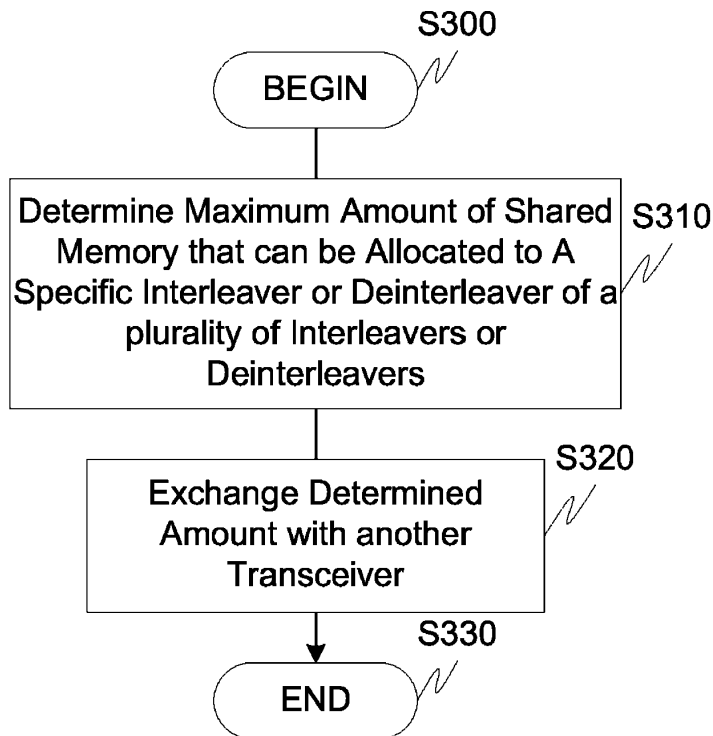 S300
BEGIN
S310
Determine Maximum Amount of Shared
Memory that can be Allocated to A
Specific Interleaver or Deinterleaver of a
plurality of Interleavers or
Deinterleavers
S320
Exchange Determined
Amount with another
Transceiver
S330
END